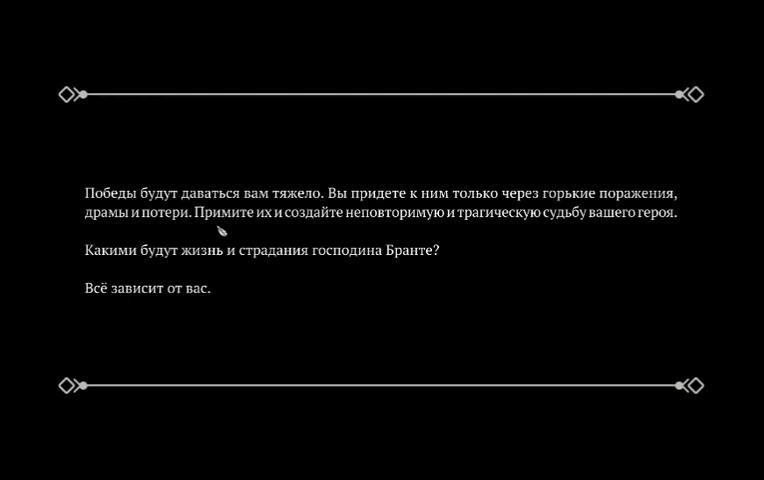 Победы будут даваться вам тяжело. Вы придете к ним только через горькие поражения,
драмы и потери. Примите их и создайте неповторимую и трагическую судьбу вашего героя.
Какими будут жизнь и страдания господина Бранте?
Всё зависит от вас.